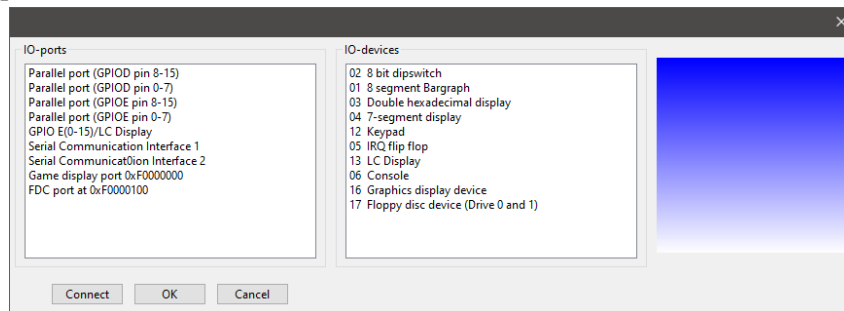 IO-ports
Parallel port (GPIOD pin 8-15)
Parallel port (GPIOD pin 0-7)
Parallel port (GPIOE pin 8-15)
Parallel port (GPIOE pin 0-7)
GPIO E(0-15)/LC Display
Serial Communication Interface 1
Serial Communicat0ion Interface 2
Game display port 0xF0000000
FDC port at 0xF0000100
IO-devices
02 8 bit dipswitch
01 8 segment Bargraph
03 Double hexadecimal display
04 7-segment display
12 Keypad
05 IRQ flip flop
13 LC Display
06 Console
16 Graphics display device
17 Floppy disc device (Drive 0 and 1)
Connect OK Cancel